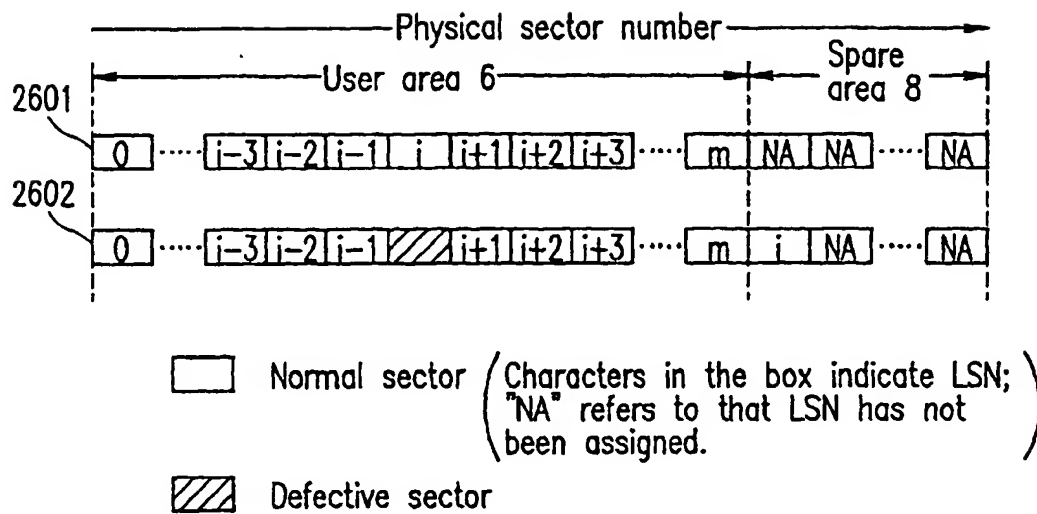 Physical sector number
User area 6
Spare area 8
2601
0 ..... i-3 i-2 i-1 i i+1 i+2 i+3 ..... m NA NA ..... NA
2602
0 ..... i-3 i-2 i-1 i+1 i+2 i+3 ..... m i NA ..... NA
Normal sector (Characters in the box indicate LSN;
"NA" refers to that LSN has not
been assigned.)
Defective sector